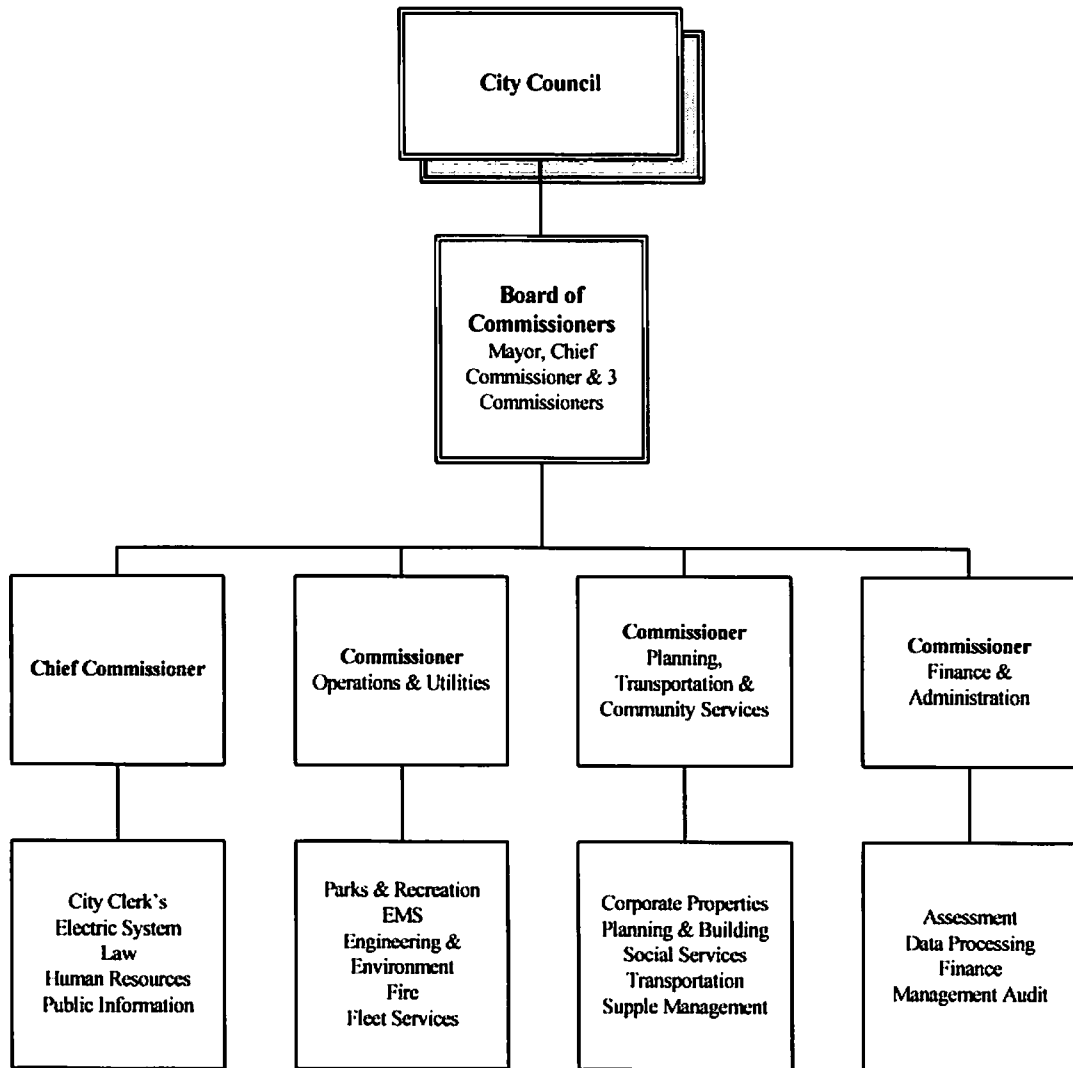 City Council
Board of
Commissioners
Mayor, Chief
Commissioner & 3
Commissioners
Chief Commissioner
Commissioner
Operations & Utilities
Commissioner
Planning,
Transportation &
Community Services
Commissioner
Finance &
Administration
City Clerk's
Electric System
Law
Human Resources
Public Information
Parks & Recreation
EMS
Engineering &
Environment
Fire
Fleet Services
Corporate Properties
Planning & Building
Social Services
Transportation
Supple Management
Assessment
Data Processing
Finance
Management Audit